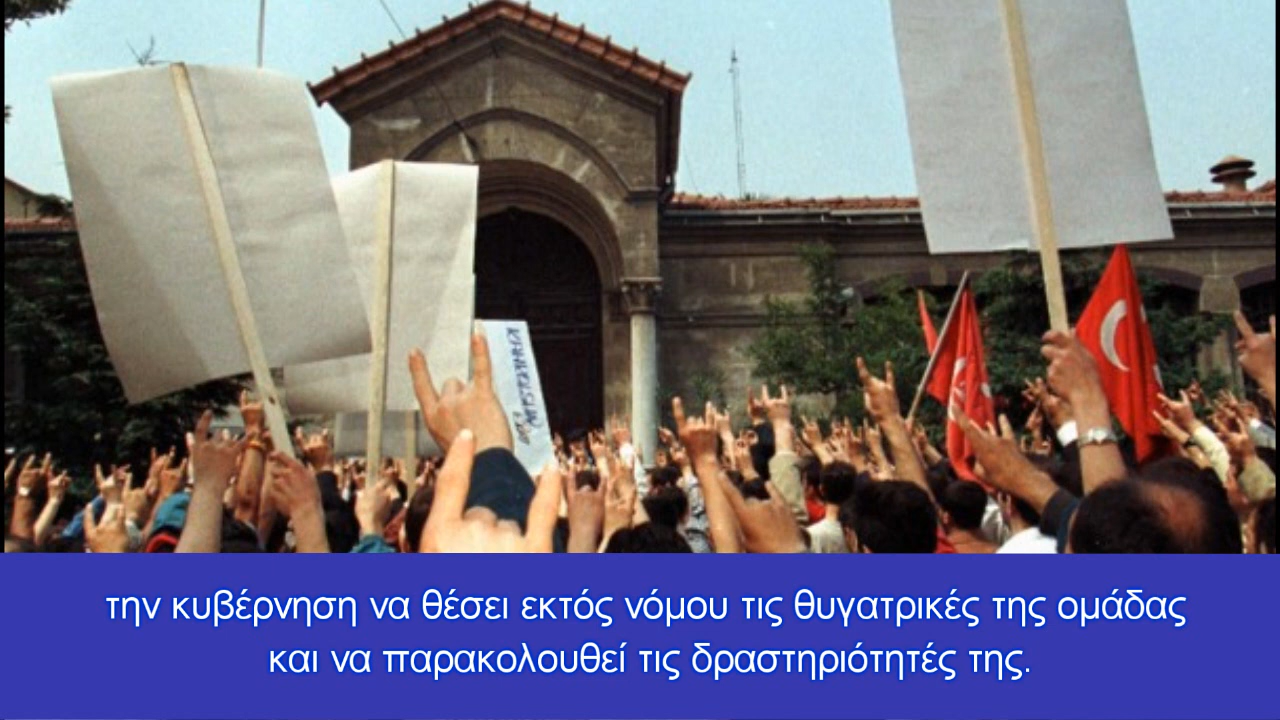 την κυβέρνηση να θέσει εκτός νόμου τις θυγατρικές της ομάδας
και να παρακολουθεί τις δραστηριότητές της.